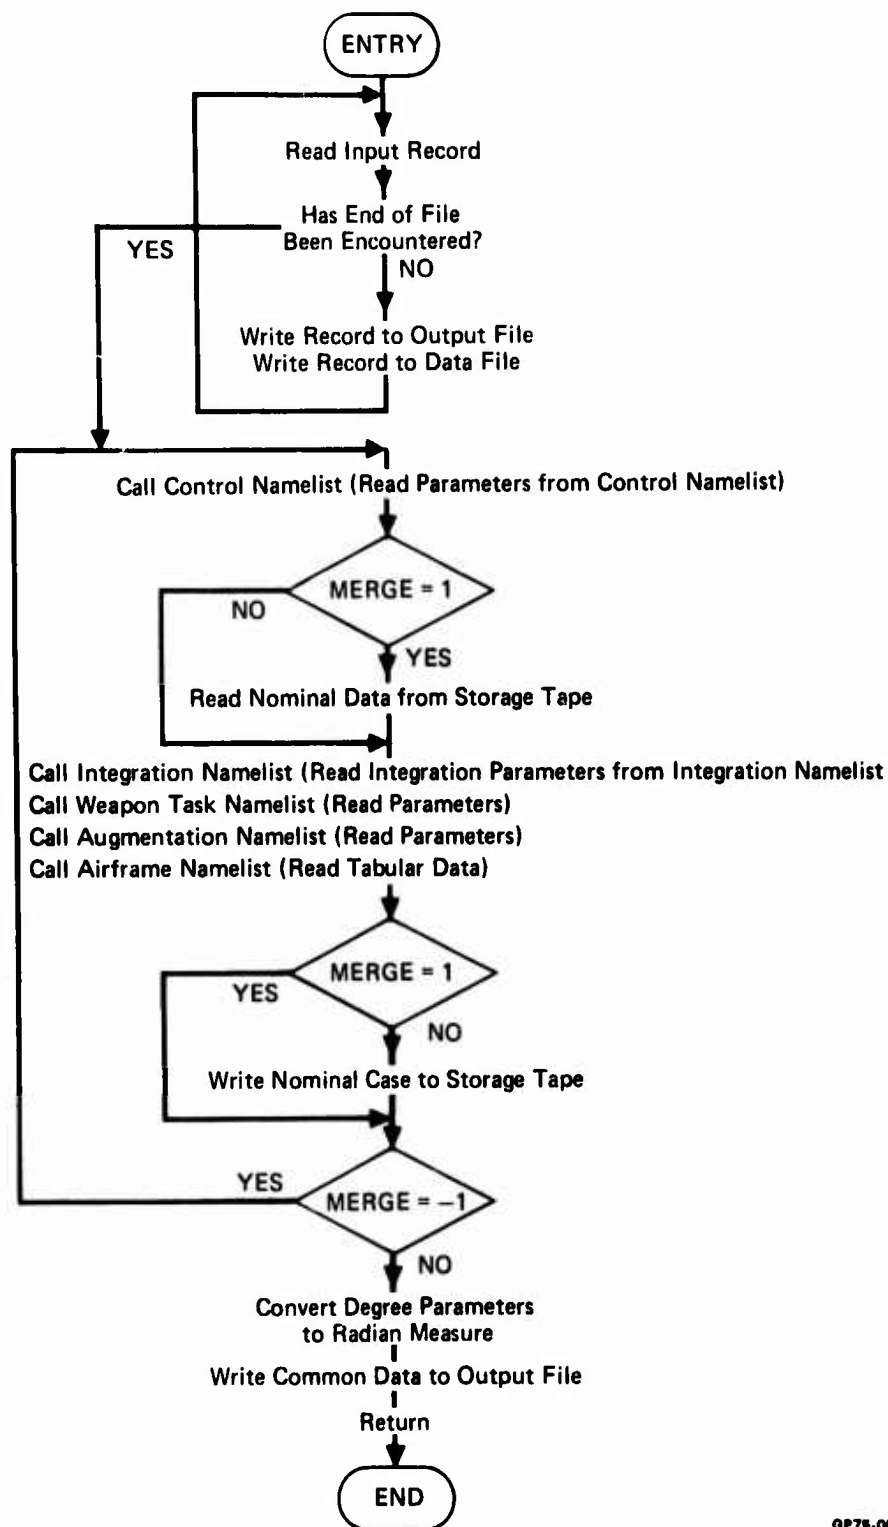 ENTRY
Read Input Record
Has End of File
Been Encountered?
YES
NO
Write Record to Output File
Write Record to Data File
Call Control Namelist (Read Parameters from Control Namelist)
MERGE = 1
NO
YES
Read Nominal Data from Storage Tape
Call Integration Namelist (Read Integration Parameters from Integration Namelist
Call Weapon Task Namelist (Read Parameters)
Call Augmentation Namelist (Read Parameters)
Call Airframe Namelist (Read Tabular Data)
MERGE = 1
YES
NO
Write Nominal Case to Storage Tape
YES
MERGE = −1
NO
Convert Degree Parameters
to Radian Measure
Write Common Data to Output File
Return
END